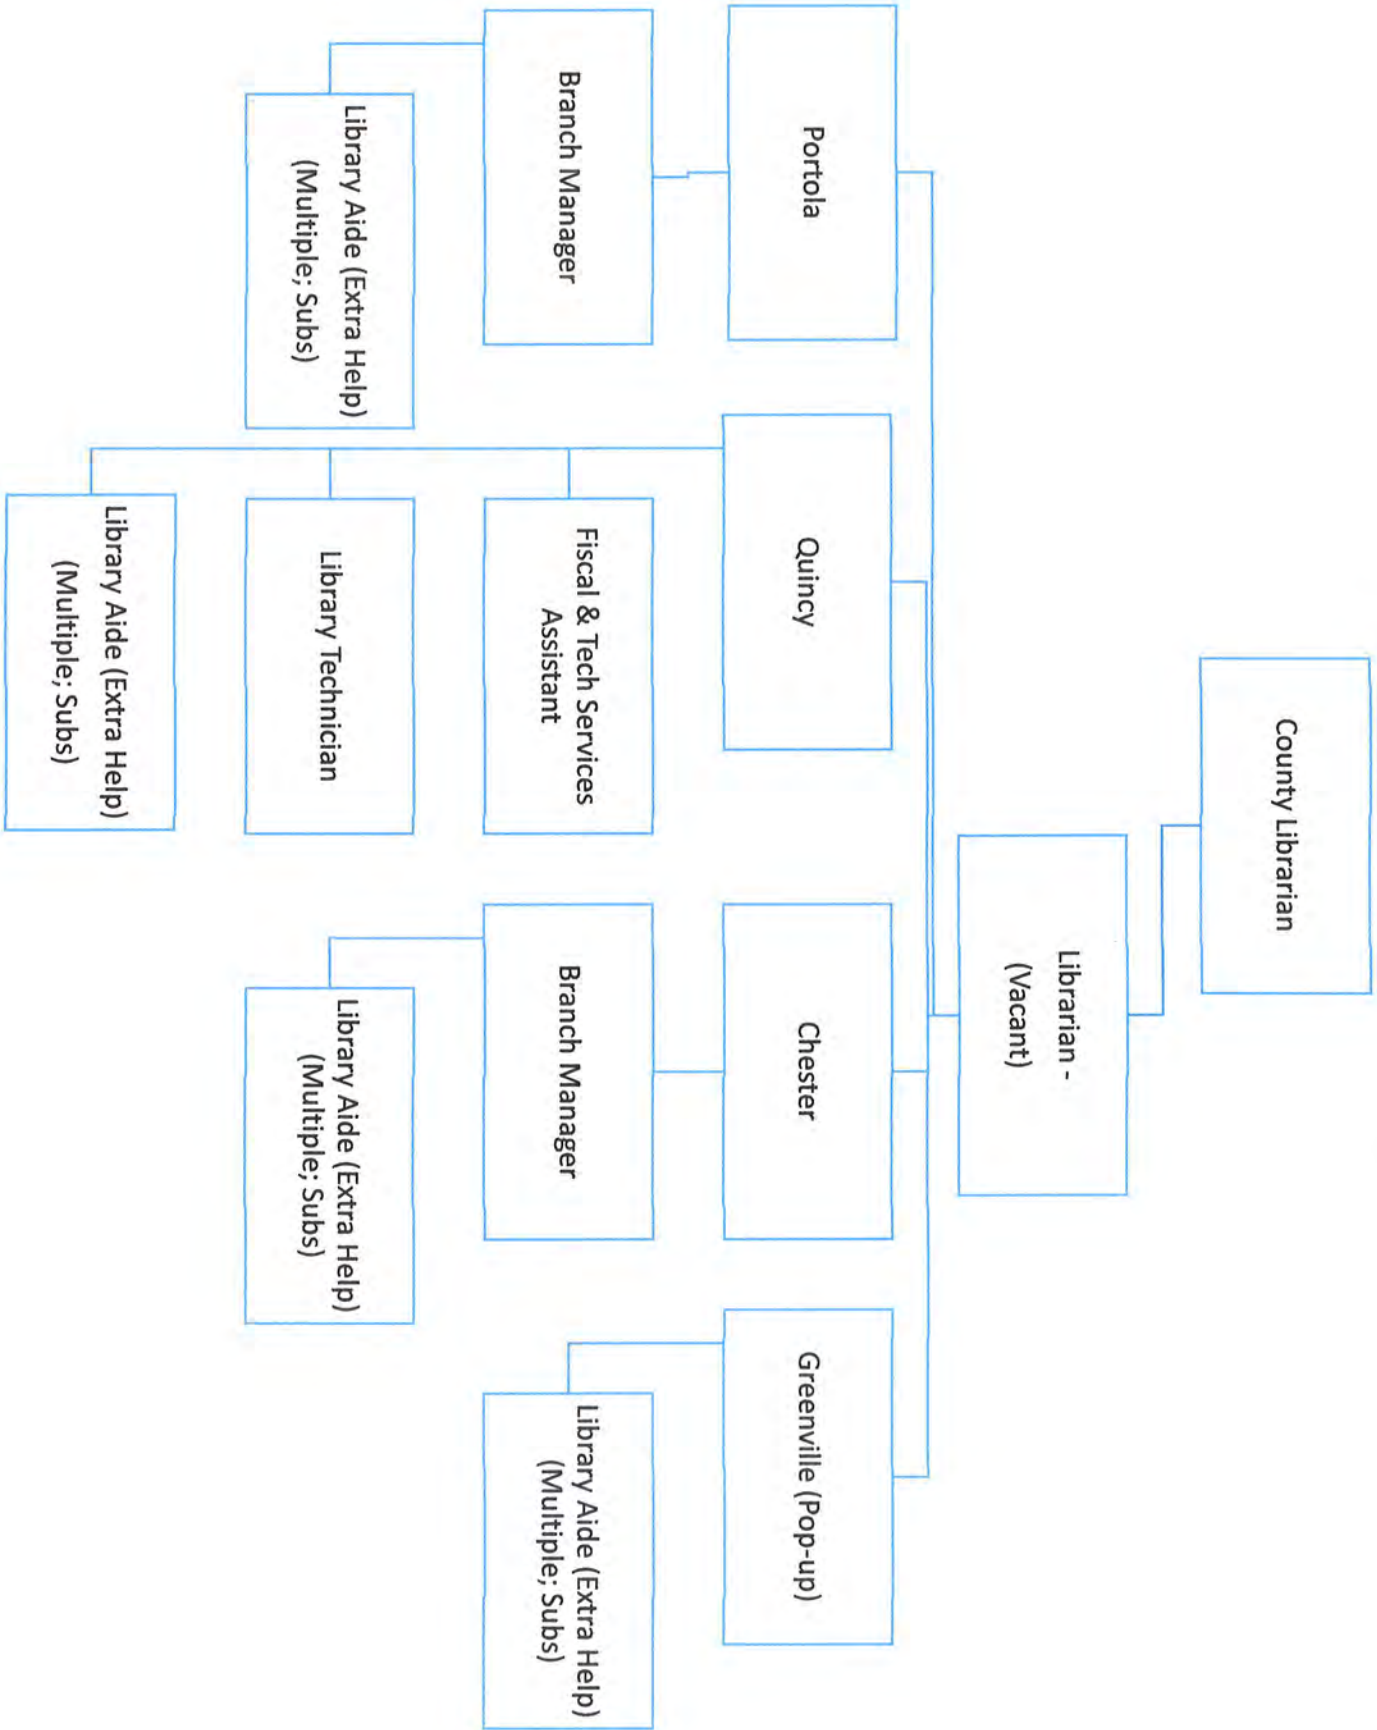 County Librarian
Librarian -
(Vacant)
Portola
Quincy
Chester
Greenville (Pop-up)
Branch Manager
Fiscal & Tech Services
Assistant
Branch Manager
Library Aide (Extra Help)
(Multiple; Subs)
Library Aide (Extra Help)
(Multiple; Subs)
Library Technician
Library Aide (Extra Help)
(Multiple; Subs)
Library Aide (Extra Help)
(Multiple; Subs)